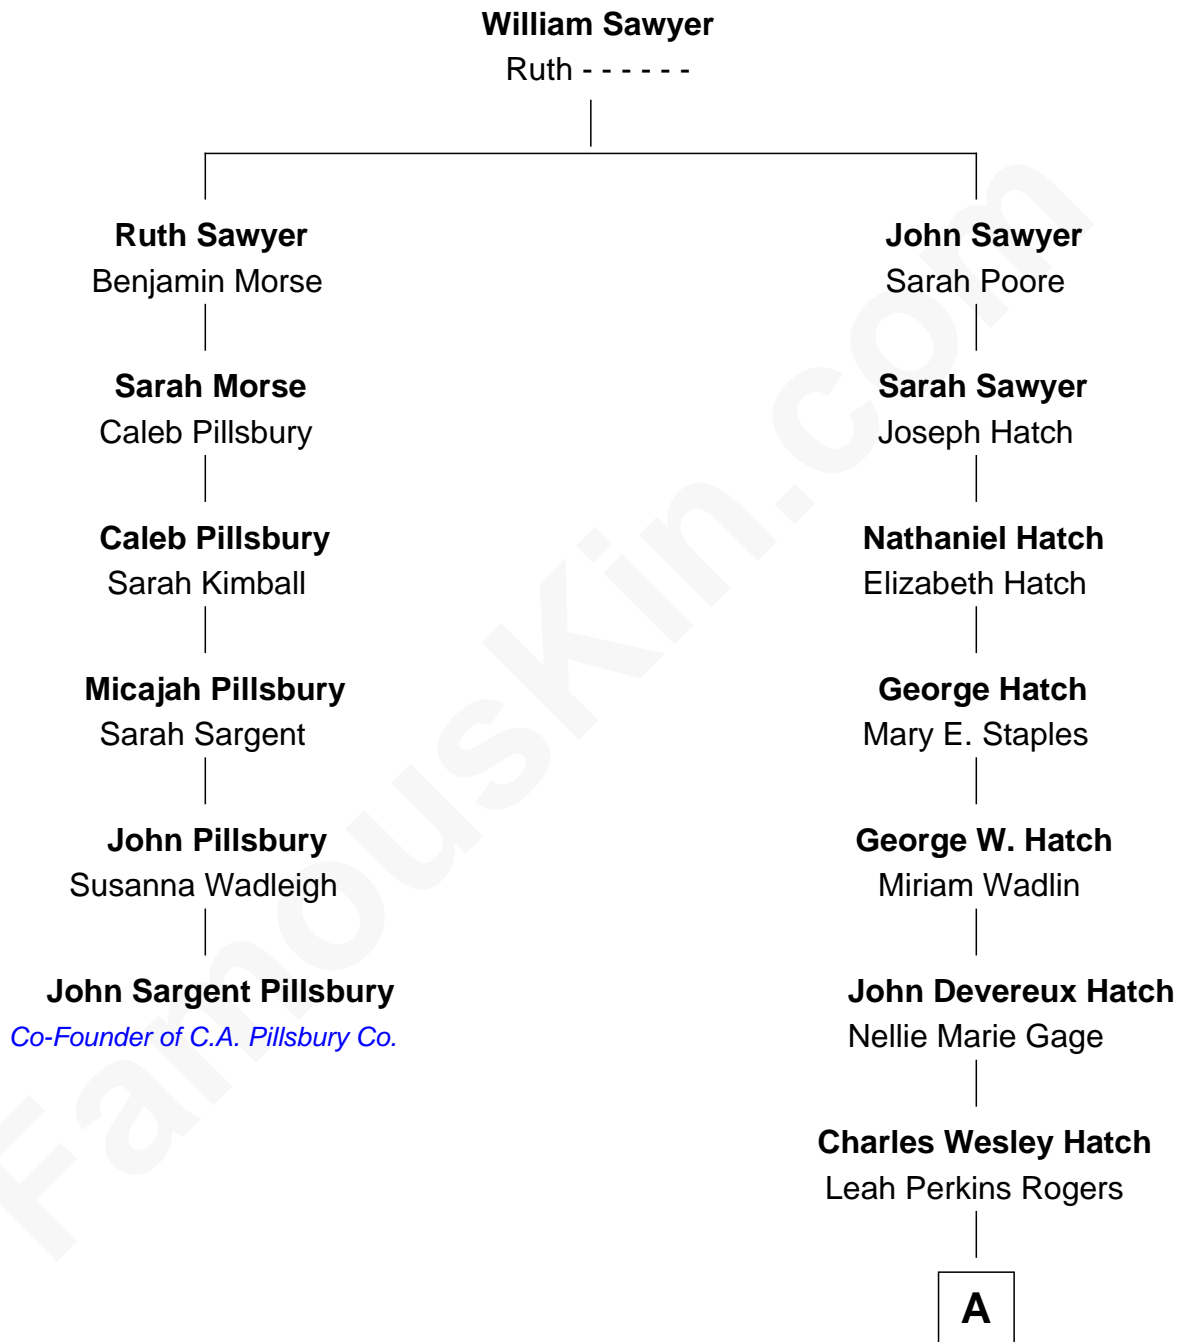 William Sawyer
Ruth - - - - - -
Ruth Sawyer
Benjamin Morse
Sarah Morse
Caleb Pillsbury
Caleb Pillsbury
Sarah Kimball
Micajah Pillsbury
Sarah Sargent
John Pillsbury
Susanna Wadleigh
John Sargent Pillsbury
Co-Founder of C.A. Pillsbury Co.
John Sawyer
Sarah Poore
Sarah Sawyer
Joseph Hatch
Nathaniel Hatch
Elizabeth Hatch
George Hatch
Mary E. Staples
George W. Hatch
Miriam Wadlin
John Devereux Hatch
Nellie Marie Gage
Charles Wesley Hatch
Leah Perkins Rogers
A
FamousKin.com